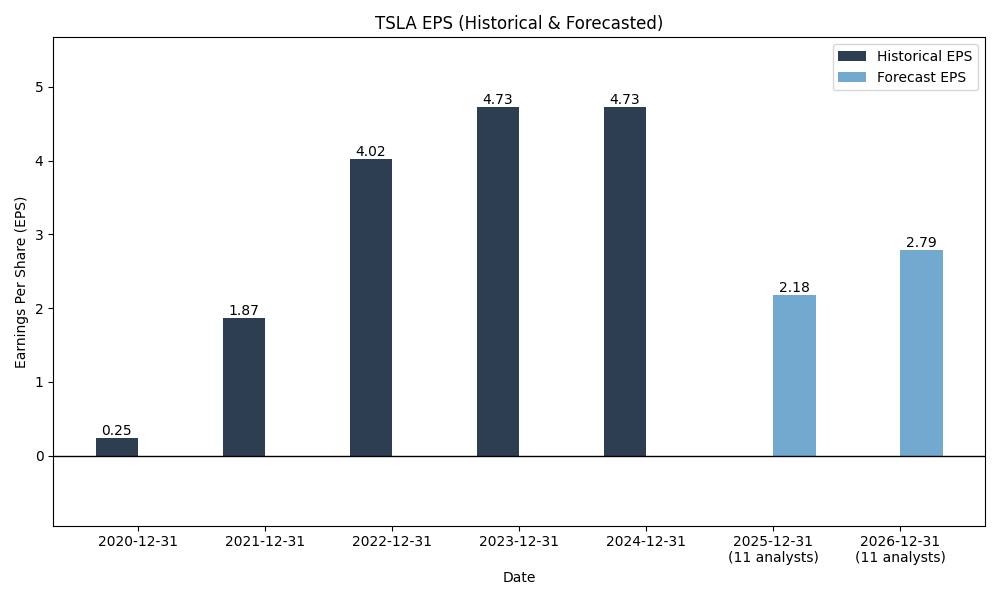 TSLA EPS (Historical & Forecasted)
Historical EPS
Forecast EPS
Earnings Per Share (EPS)
5
4
3
2
1
0
0.25
1.87
4.02
4.73
4.73
2.18
2.79
2020-12-31
2021-12-31
2022-12-31
2023-12-31
2024-12-31
2025-12-31
(11 analysts)
2026-12-31
(11 analysts)
Date